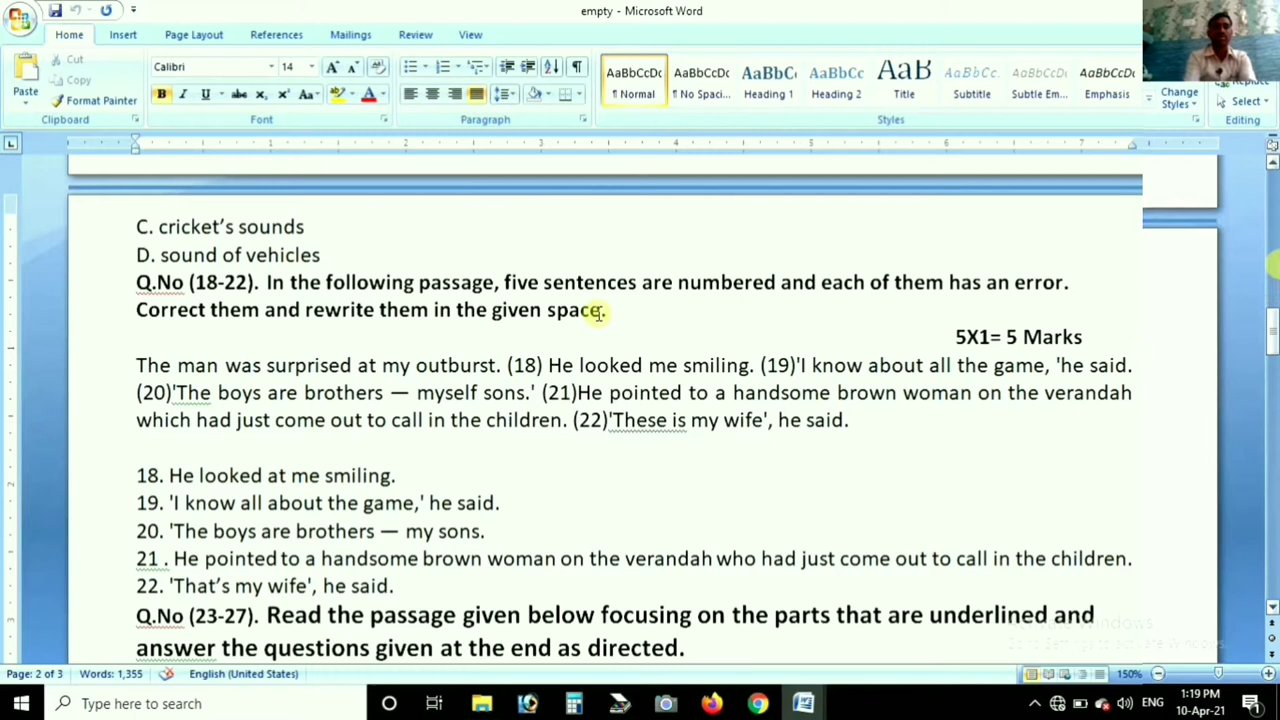 empty - Microsoft Word
Home Insert Page Layout References Mailings Review View
Paste
Cut
Copy
Format Painter
Clipboard
Calibri 14
Font
Paragraph
AaBbCcDc AaBbCcDc AaBbC AaBbCc AaB AaBbCc. AaBbCcDc AaBbCcDc
¶ Normal ¶ No Spaci... Heading 1 Heading 2 Title Subtitle Subtle Em... Emphasis
Styles
Change
Styles
Replace
Select
Editing
C. cricket’s sounds
D. sound of vehicles
Q.No (18-22). In the following passage, five sentences are numbered and each of them has an error.
Correct them and rewrite them in the given space.
5X1= 5 Marks
The man was surprised at my outburst. (18) He looked me smiling. (19)'I know about all the game, 'he said.
(20)'The boys are brothers — myself sons.' (21)He pointed to a handsome brown woman on the verandah
which had just come out to call in the children. (22)'These is my wife', he said.
18. He looked at me smiling.
19. 'I know all about the game,' he said.
20. 'The boys are brothers — my sons.
21 . He pointed to a handsome brown woman on the verandah who had just come out to call in the children.
22. 'That’s my wife', he said.
Q.No (23-27). Read the passage given below focusing on the parts that are underlined and
answer the questions given at the end as directed.
Page: 2 of 3 Words: 1,355 English (United States) 150%
Type here to search
ENG
1:19 PM
10-Apr-21